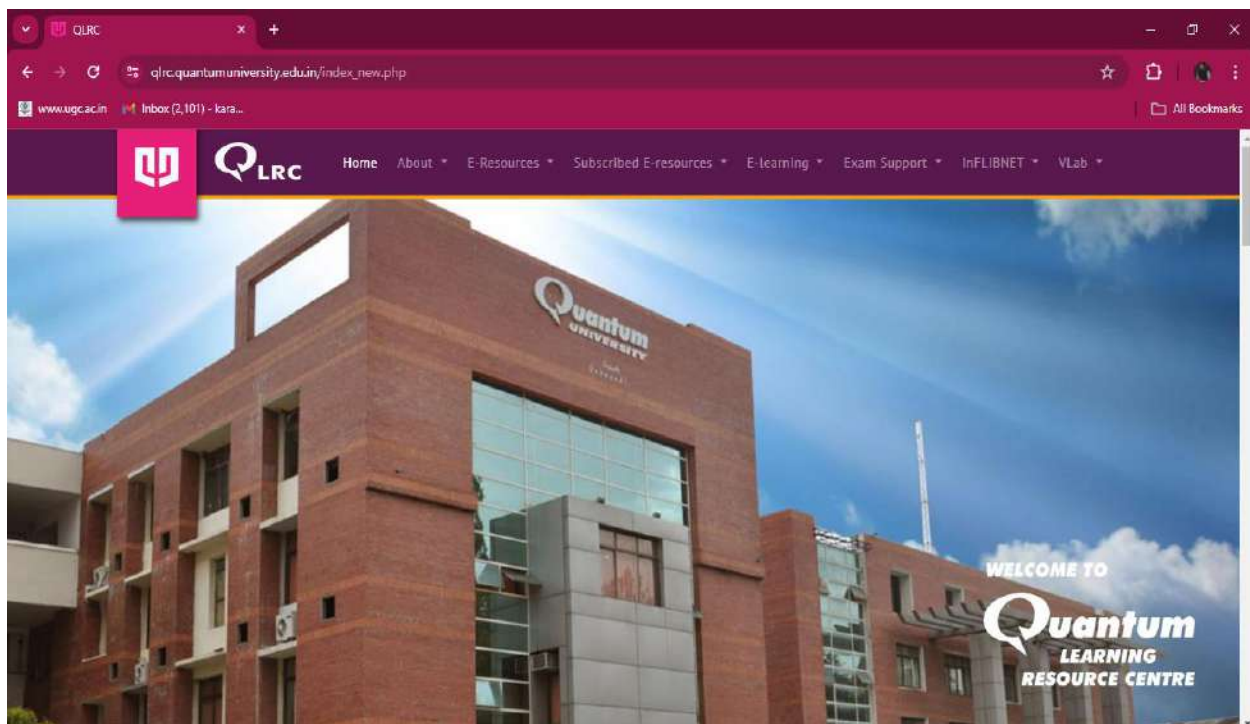 QLRC
qlrc.quantumuniversity.edu.in/index_new.php
www.ugc.ac.in Inbox (2,101) - kara... All Bookmarks
QLRC Home About E-Resources Subscribed E-resources E-learning Exam Support InFLIBNET VLab
Quantum
UNIVERSITY
WELCOME TO
Quantum
LEARNING
RESOURCE CENTRE